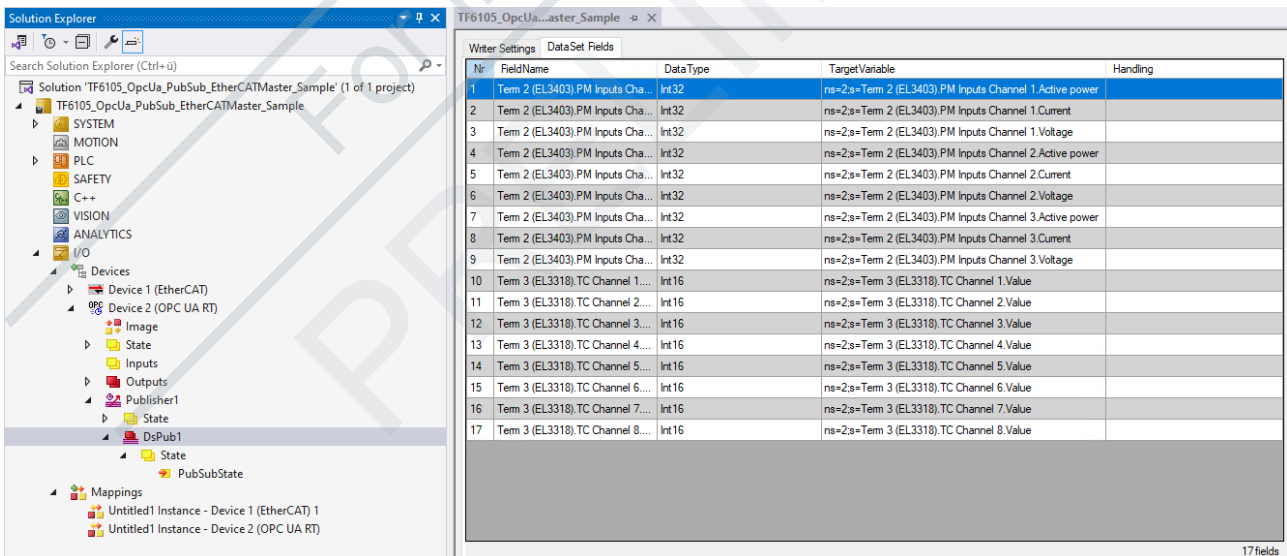 Solution Explorer
Search Solution Explorer (Ctrl+ü)
Solution 'TF6105_OpcUa_PubSub_EtherCATMaster_Sample' (1 of 1 project)
TF6105_OpcUa_PubSub_EtherCATMaster_Sample
SYSTEM
MOTION
PLC
SAFETY
C++
VISION
ANALYTICS
I/O
Devices
Device 1 (EtherCAT)
Device 2 (OPC UA RT)
Image
State
Inputs
Outputs
Publisher1
State
DsPub1
State
PubSubState
Mappings
Untitled1 Instance - Device 1 (EtherCAT) 1
Untitled1 Instance - Device 2 (OPC UA RT)
TF6105_OpcUa...aster_Sample
Writer Settings DataSet Fields
Nr FieldName DataType TargetVariable Handling
1 Term 2 (EL3403).PM Inputs Cha... Int32 ns=2;s=Term 2 (EL3403).PM Inputs Channel 1.Active power
2 Term 2 (EL3403).PM Inputs Cha... Int32 ns=2;s=Term 2 (EL3403).PM Inputs Channel 1.Current
3 Term 2 (EL3403).PM Inputs Cha... Int32 ns=2;s=Term 2 (EL3403).PM Inputs Channel 1.Voltage
4 Term 2 (EL3403).PM Inputs Cha... Int32 ns=2;s=Term 2 (EL3403).PM Inputs Channel 2.Active power
5 Term 2 (EL3403).PM Inputs Cha... Int32 ns=2;s=Term 2 (EL3403).PM Inputs Channel 2.Current
6 Term 2 (EL3403).PM Inputs Cha... Int32 ns=2;s=Term 2 (EL3403).PM Inputs Channel 2.Voltage
7 Term 2 (EL3403).PM Inputs Cha... Int32 ns=2;s=Term 2 (EL3403).PM Inputs Channel 3.Active power
8 Term 2 (EL3403).PM Inputs Cha... Int32 ns=2;s=Term 2 (EL3403).PM Inputs Channel 3.Current
9 Term 2 (EL3403).PM Inputs Cha... Int32 ns=2;s=Term 2 (EL3403).PM Inputs Channel 3.Voltage
10 Term 3 (EL3318).TC Channel 1.... Int16 ns=2;s=Term 3 (EL3318).TC Channel 1.Value
11 Term 3 (EL3318).TC Channel 2.... Int16 ns=2;s=Term 3 (EL3318).TC Channel 2.Value
12 Term 3 (EL3318).TC Channel 3.... Int16 ns=2;s=Term 3 (EL3318).TC Channel 3.Value
13 Term 3 (EL3318).TC Channel 4.... Int16 ns=2;s=Term 3 (EL3318).TC Channel 4.Value
14 Term 3 (EL3318).TC Channel 5.... Int16 ns=2;s=Term 3 (EL3318).TC Channel 5.Value
15 Term 3 (EL3318).TC Channel 6.... Int16 ns=2;s=Term 3 (EL3318).TC Channel 6.Value
16 Term 3 (EL3318).TC Channel 7.... Int16 ns=2;s=Term 3 (EL3318).TC Channel 7.Value
17 Term 3 (EL3318).TC Channel 8.... Int16 ns=2;s=Term 3 (EL3318).TC Channel 8.Value
17 fields